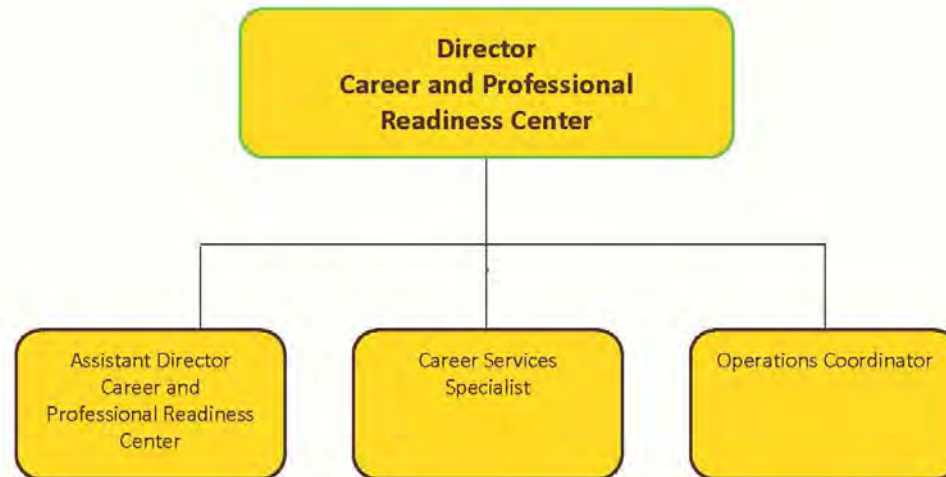 Director
Career and Professional
Readiness Center
Assistant Director
Career and
Professional Readiness
Center
Career Services
Specialist
Operations Coordinator